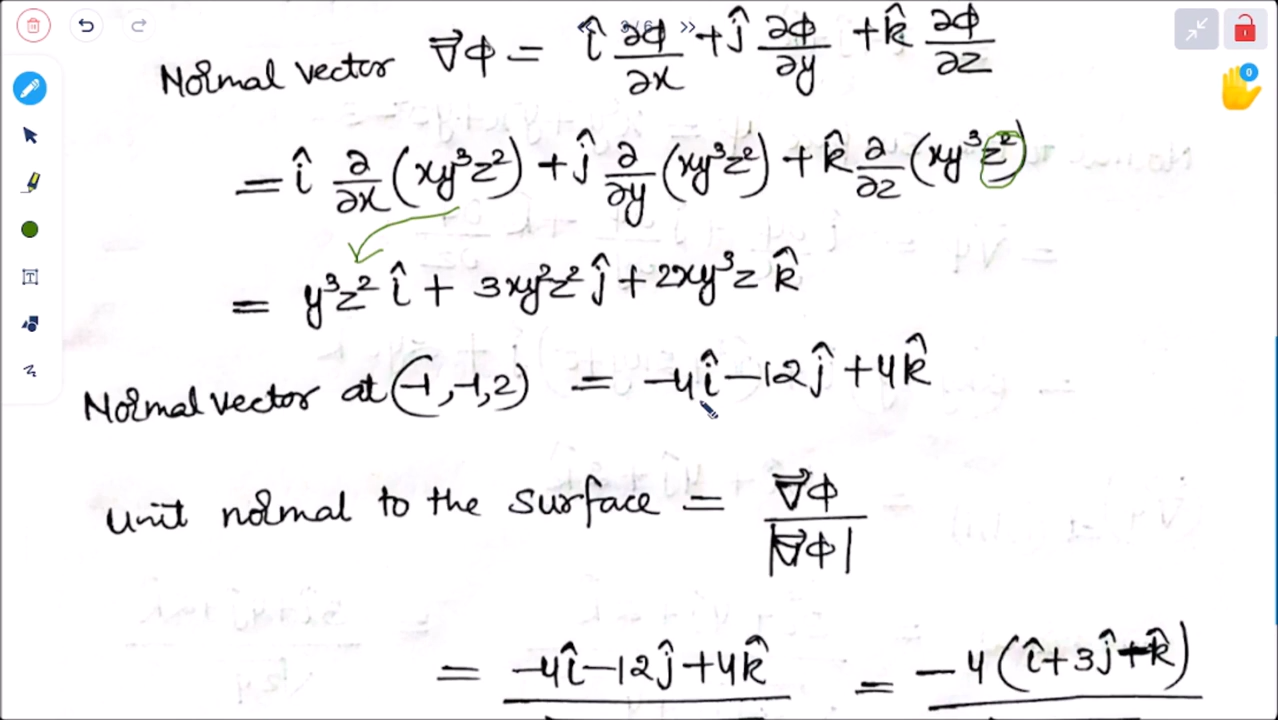 Normal vector ∇⃗ϕ = î ∂ϕ/∂x + ĵ ∂ϕ/∂y + k̂ ∂ϕ/∂z
= î ∂/∂x (xy³z²) + ĵ ∂/∂y (xy³z²) + k̂ ∂/∂z (xy³z²)
= y³z² î + 3xy²z² ĵ + 2xy³z k̂
Normal vector at (-1, -1, 2) = -4î - 12ĵ + 4k̂
Unit normal to the surface = ∇⃗ϕ / |∇⃗ϕ|
= -4î - 12ĵ + 4k̂ = -4(î + 3ĵ - k̂)